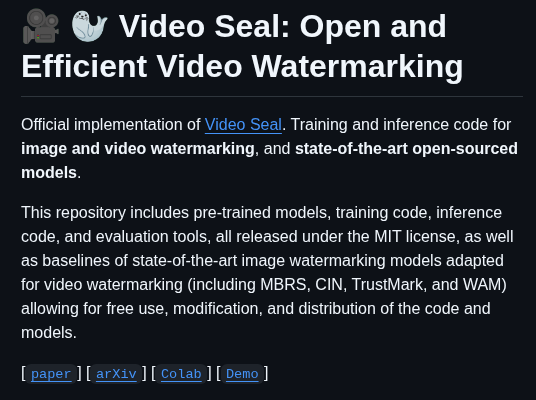 🎥 🦭 Video Seal: Open and
Efficient Video Watermarking
Official implementation of Video Seal. Training and inference code for
image and video watermarking, and state-of-the-art open-sourced
models.
This repository includes pre-trained models, training code, inference
code, and evaluation tools, all released under the MIT license, as well
as baselines of state-of-the-art image watermarking models adapted
for video watermarking (including MBRS, CIN, TrustMark, and WAM)
allowing for free use, modification, and distribution of the code and
models.
[ paper ] [ arXiv ] [ Colab ] [ Demo ]